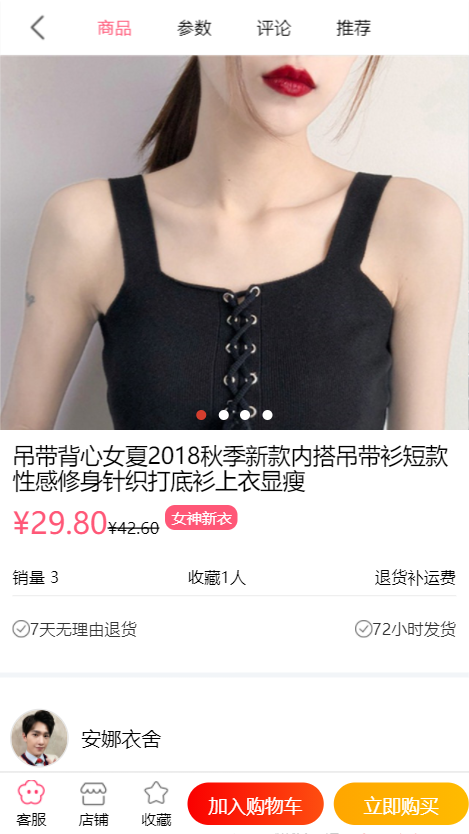 商品 参数 评论 推荐
吊带背心女夏2018秋季新款内搭吊带衫短款
性感修身针织打底衫上衣显瘦
¥29.80 ¥42.60 女神新衣
销量 3 收藏1人 退货补运费
7天无理由退货 72小时发货
安娜衣舍
客服 店铺 收藏 加入购物车 立即购买